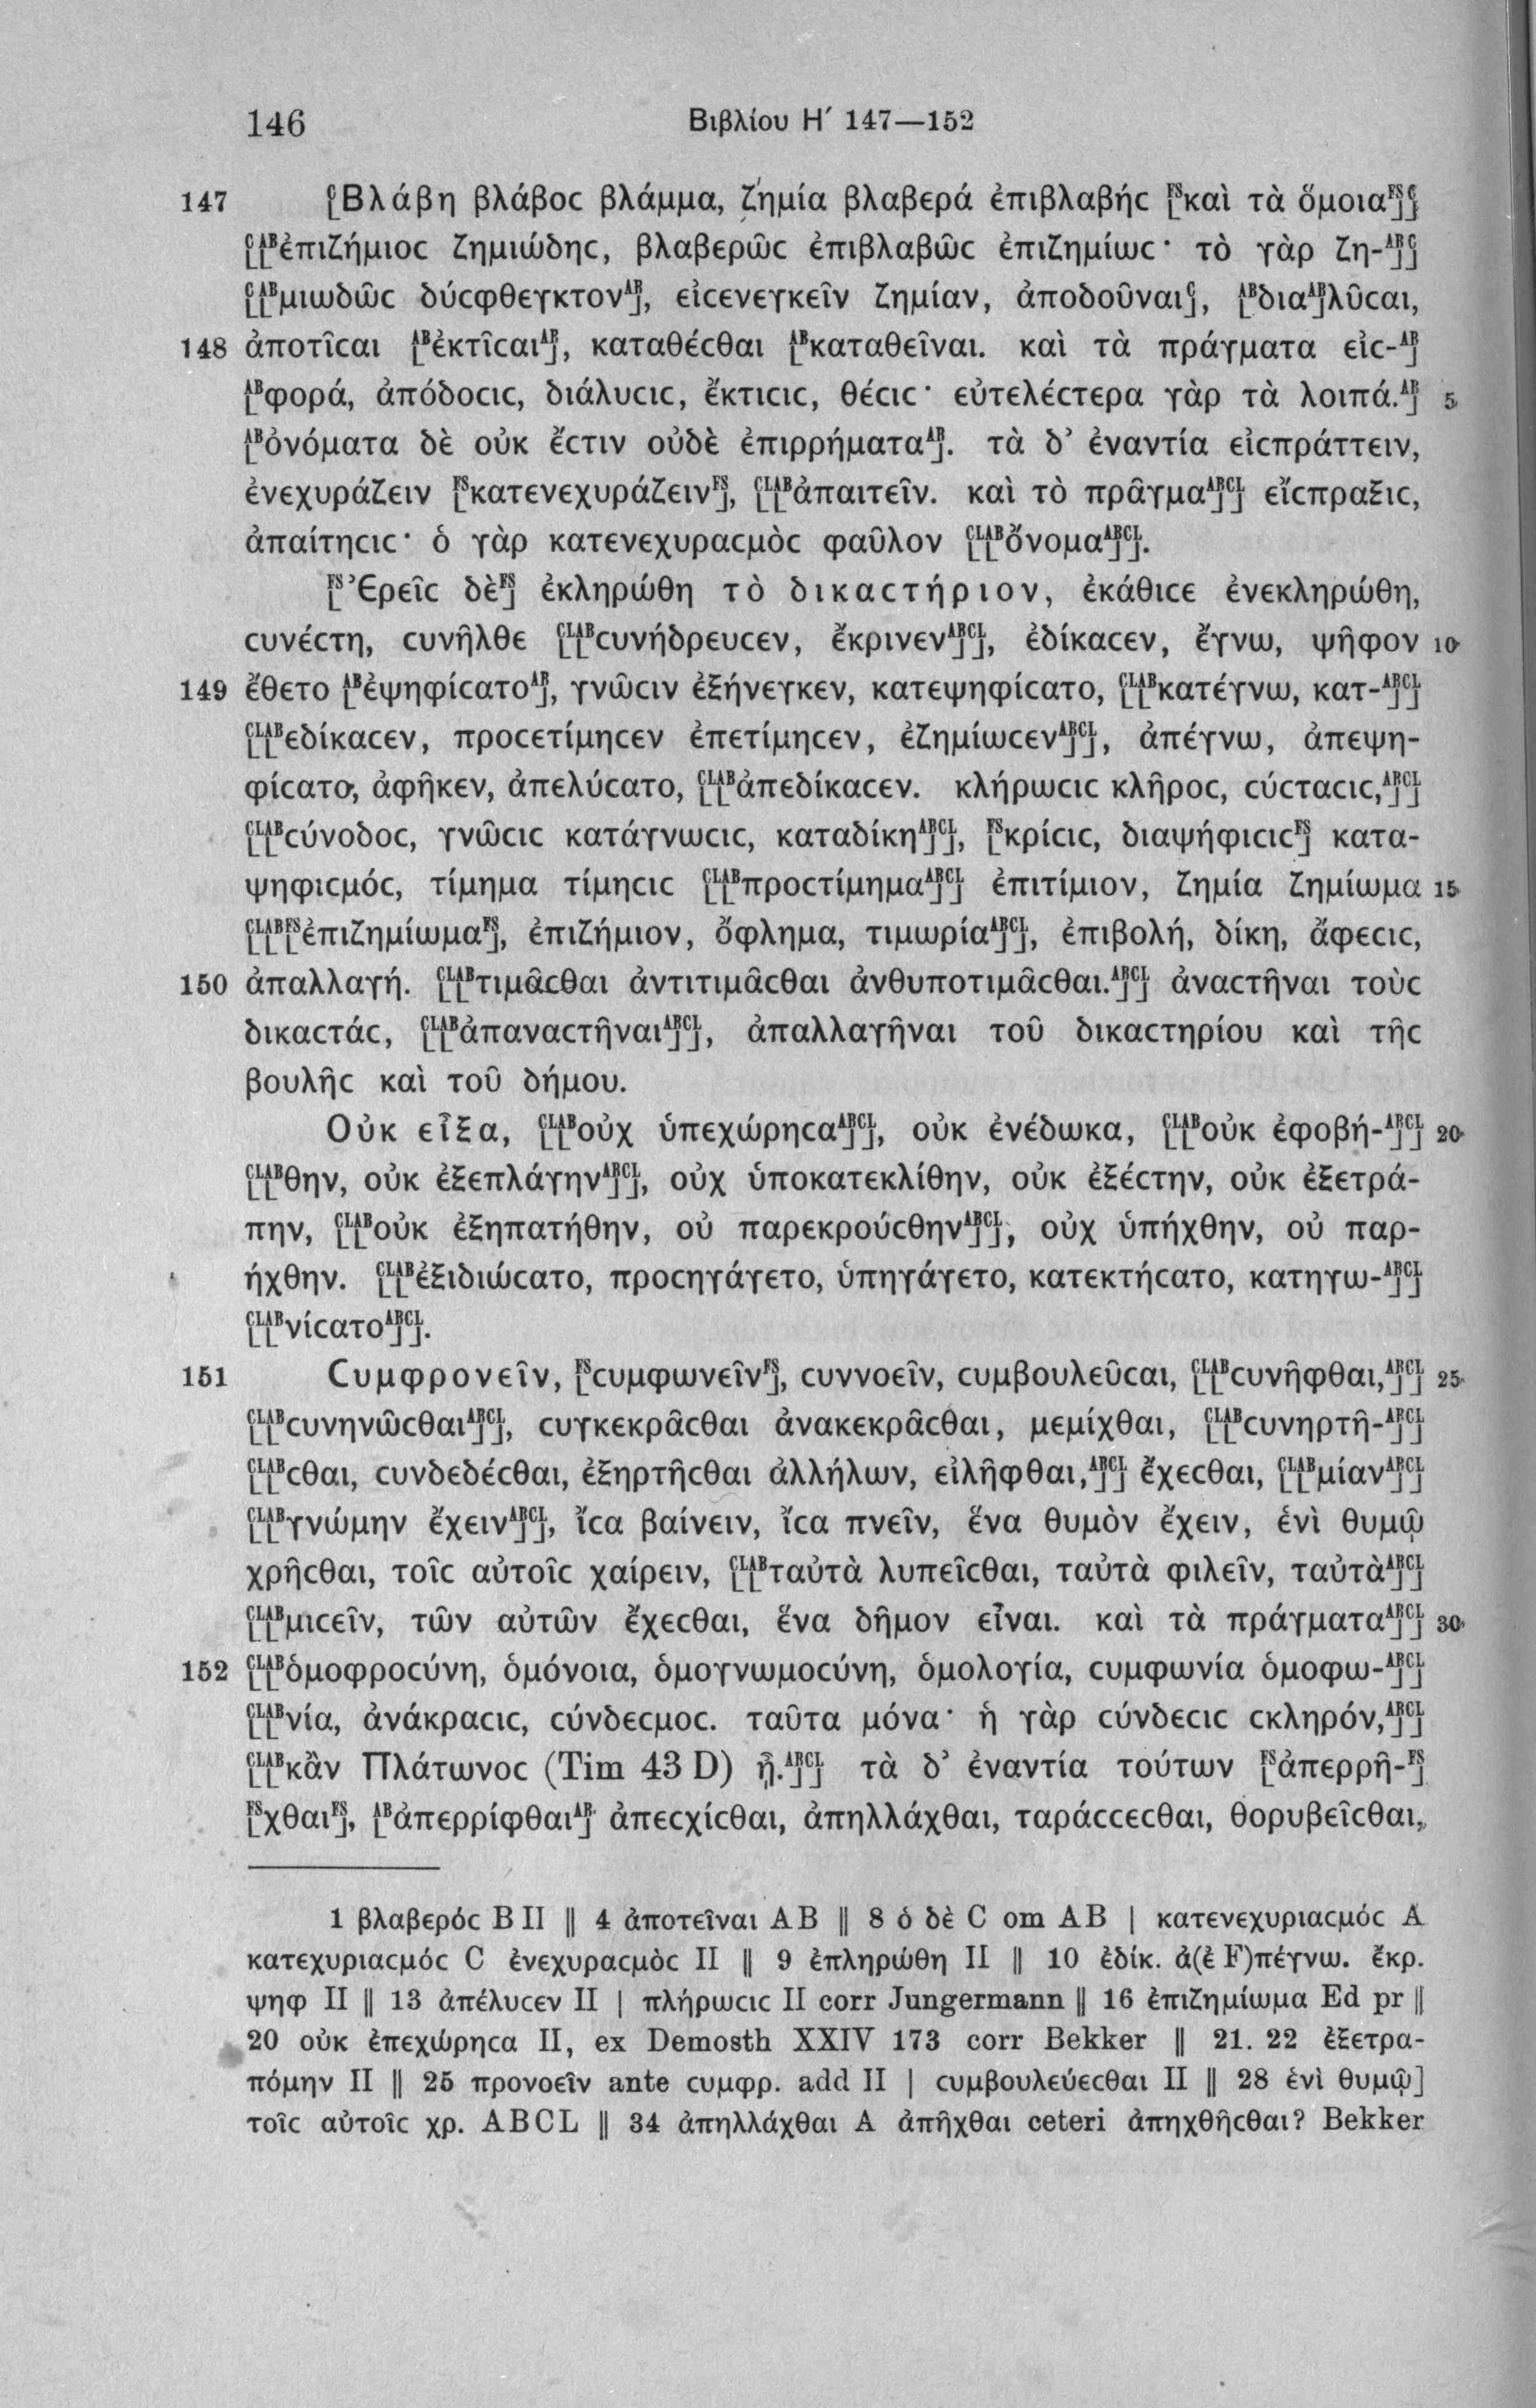 146 Βιβλίου Η′ 147—152
147 [ᶜΒλάβη βλάβοϲ βλάμμα, ζημία βλαβερά ἐπιβλαβήϲ [ᶠˢκαὶ τὰ ὅμοιαᶠˢ]ᶜ]
[ᶜ[ᴬᴮἐπιζήμιοϲ ζημιώδηϲ, βλαβερῶϲ ἐπιβλαβῶϲ ἐπιζημίωϲ· τὸ γὰρ ζη-ᴬᴮ]ᶜ]
[ᶜ[ᴬᴮμιωδῶϲ δύϲφθεγκτονᴬᴮ], εἰϲενεγκεῖν ζημίαν, ἀποδοῦναιᶜ], [ᴬᴮδιαᴬᴮ]λῦϲαι,
148 ἀποτῖϲαι [ᴬᴮἐκτῖϲαιᴬᴮ], καταθέϲθαι [ᴬᴮκαταθεῖναι. καὶ τὰ πράγματα εἰϲ-ᴬᴮ]
[ᴬᴮφορά, ἀπόδοϲιϲ, διάλυϲιϲ, ἔκτιϲιϲ, θέϲιϲ· εὐτελέϲτερα γὰρ τὰ λοιπά.ᴬᴮ] 5
[ᴬᴮὀνόματα δὲ οὐκ ἔϲτιν οὐδὲ ἐπιρρήματαᴬᴮ]. τὰ δ’ ἐναντία εἰϲπράττειν,
ἐνεχυράζειν [ᶠˢκατενεχυράζεινᶠˢ], [ᶜᴸ[ᴬᴮἀπαιτεῖν. καὶ τὸ πρᾶγμαᴬᴮ]ᶜᴸ] εἴϲπραξιϲ,
ἀπαίτηϲιϲ· ὁ γὰρ κατενεχυραϲμὸϲ φαῦλον [ᶜᴸ[ᴬᴮὄνομαᴬᴮ]ᶜᴸ].
[ᶠˢἘρεῖϲ δὲᶠˢ] ἐκληρώθη τὸ δικαϲτήριον, ἐκάθιϲε ἐνεκληρώθη,
ϲυνέϲτη, ϲυνῆλθε [ᶜᴸ[ᴬᴮϲυνήδρευϲεν, ἔκρινενᴬᴮ]ᶜᴸ], ἐδίκαϲεν, ἔγνω, ψῆφον 10
149 ἔθετο [ᴬᴮἐψηφίϲατοᴬᴮ], γνῶϲιν ἐξήνεγκεν, κατεψηφίϲατο, [ᶜᴸ[ᴬᴮκατέγνω, κατ-ᴬᴮ]ᶜᴸ]
[ᶜᴸ[ᴬᴮεδίκαϲεν, προϲετίμηϲεν ἐπετίμηϲεν, ἐζημίωϲενᴬᴮ]ᶜᴸ], ἀπέγνω, ἀπεψη-
φίϲατο, ἀφῆκεν, ἀπελύϲατο, [ᶜᴸ[ᴬᴮἀπεδίκαϲεν. κλήρωϲιϲ κλῆροϲ, ϲύϲταϲιϲ,ᴬᴮ]ᶜᴸ]
[ᶜᴸ[ᴬᴮϲύνοδοϲ, γνῶϲιϲ κατάγνωϲιϲ, καταδίκηᴬᴮ]ᶜᴸ], [ᶠˢκρίϲιϲ, διαψήφιϲιϲᶠˢ] κατα-
ψηφιϲμόϲ, τίμημα τίμηϲιϲ [ᶜᴸ[ᴬᴮπροϲτίμημαᴬᴮ]ᶜᴸ] ἐπιτίμιον, ζημία ζημίωμα 15
[ᶜᴸ[ᴬᴮ[ᶠˢἐπιζημίωμαᶠˢ], ἐπιζήμιον, ὄφλημα, τιμωρίαᴬᴮ]ᶜᴸ], ἐπιβολή, δίκη, ἄφεϲιϲ,
150 ἀπαλλαγή. [ᶜᴸ[ᴬᴮτιμᾶϲθαι ἀντιτιμᾶϲθαι ἀνθυποτιμᾶϲθαι.ᴬᴮ]ᶜᴸ] ἀναϲτῆναι τοὺϲ
δικαϲτάϲ, [ᶜᴸ[ᴬᴮἀπαναϲτῆναιᴬᴮ]ᶜᴸ], ἀπαλλαγῆναι τοῦ δικαϲτηρίου καὶ τῆϲ
βουλῆϲ καὶ τοῦ δήμου.
Οὐκ εἶξα, [ᶜᴸ[ᴬᴮοὐχ ὑπεχώρηϲαᴬᴮ]ᶜᴸ], οὐκ ἐνέδωκα, [ᶜᴸ[ᴬᴮοὐκ ἐφοβή-ᴬᴮ]ᶜᴸ] 20
[ᶜᴸ[ᴬᴮθην, οὐκ ἐξεπλάγηνᴬᴮ]ᶜᴸ], οὐχ ὑποκατεκλίθην, οὐκ ἐξέϲτην, οὐκ ἐξετρά-
πην, [ᶜᴸ[ᴬᴮοὐκ ἐξηπατήθην, οὐ παρεκρούϲθηνᴬᴮ]ᶜᴸ], οὐχ ὑπήχθην, οὐ παρ-
ήχθην. [ᶜᴸ[ᴬᴮἐξιδιώϲατο, προϲηγάγετο, ὑπηγάγετο, κατεκτήϲατο, κατηγω-ᴬᴮ]ᶜᴸ]
[ᶜᴸ[ᴬᴮνίϲατοᴬᴮ]ᶜᴸ].
151 Ϲυμφρονεῖν, [ᶠˢϲυμφωνεῖνᶠˢ], ϲυννοεῖν, ϲυμβουλεῦϲαι, [ᶜᴸ[ᴬᴮϲυνῆφθαι,ᴬᴮ]ᶜᴸ] 25
[ᶜᴸ[ᴬᴮϲυνηνῶϲθαιᴬᴮ]ᶜᴸ], ϲυγκεκρᾶϲθαι ἀνακεκρᾶϲθαι, μεμίχθαι, [ᶜᴸ[ᴬᴮϲυνηρτῆ-ᴬᴮ]ᶜᴸ]
[ᶜᴸ[ᴬᴮϲθαι, ϲυνδεδέϲθαι, ἐξηρτῆϲθαι ἀλλήλων, εἰλῆφθαι,ᴬᴮ]ᶜᴸ] ἔχεϲθαι, [ᶜᴸ[ᴬᴮμίανᴬᴮ]ᶜᴸ]
[ᶜᴸ[ᴬᴮγνώμην ἔχεινᴬᴮ]ᶜᴸ], ἴϲα βαίνειν, ἴϲα πνεῖν, ἕνα θυμὸν ἔχειν, ἑνὶ θυμῷ
χρῆϲθαι, τοῖϲ αὐτοῖϲ χαίρειν, [ᶜᴸ[ᴬᴮταὐτὰ λυπεῖϲθαι, ταὐτὰ φιλεῖν, ταὐτὰᴬᴮ]ᶜᴸ]
[ᶜᴸ[ᴬᴮμιϲεῖν, τῶν αὐτῶν ἔχεϲθαι, ἕνα δῆμον εἶναι. καὶ τὰ πράγματαᴬᴮ]ᶜᴸ] 30
152 [ᶜᴸ[ᴬᴮὁμοφροϲύνη, ὁμόνοια, ὁμογνωμοϲύνη, ὁμολογία, ϲυμφωνία ὁμοφω-ᴬᴮ]ᶜᴸ]
[ᶜᴸ[ᴬᴮνία, ἀνάκραϲιϲ, ϲύνδεϲμοϲ. ταῦτα μόνα· ἡ γὰρ ϲύνδεϲιϲ ϲκληρόν,ᴬᴮ]ᶜᴸ]
[ᶜᴸ[ᴬᴮκἂν Πλάτωνοϲ (Tim 43 D) ᾖ.ᴬᴮ]ᶜᴸ] τὰ δ’ ἐναντία τούτων [ᶠˢἀπερρῆ-ᶠˢ]
[ᶠˢχθαιᶠˢ], [ᴬᴮἀπερρίφθαιᴬᴮ] ἀπεϲχίϲθαι, ἀπηλλάχθαι, ταράϲϲεϲθαι, θορυβεῖϲθαι,
1 βλαβερόϲ B II ‖ 4 ἀποτεῖναι AB ‖ 8 ὁ δὲ C om AB | κατενεχυριαϲμόϲ A
κατεχυριαϲμόϲ C ἐνεχυραϲμὸϲ II ‖ 9 ἐπληρώθη II ‖ 10 ἐδίκ. ἀ(ἐ F)πέγνω. ἔκρ.
ψηφ II ‖ 13 ἀπέλυϲεν II | πλήρωϲιϲ II corr Jungermann ‖ 16 ἐπιζημίωμα Ed pr ‖
20 οὐκ ἐπεχώρηϲα II, ex Demosth XXIV 173 corr Bekker ‖ 21. 22 ἐξετρα-
πόμην II ‖ 25 προνοεῖν ante ϲυμφρ. add II | ϲυμβουλεύεϲθαι II ‖ 28 ἑνὶ θυμῷ]
τοῖϲ αὐτοῖϲ χρ. ABCL ‖ 34 ἀπηλλάχθαι A ἀπῆχθαι ceteri ἀπηχθῆϲθαι? Bekker